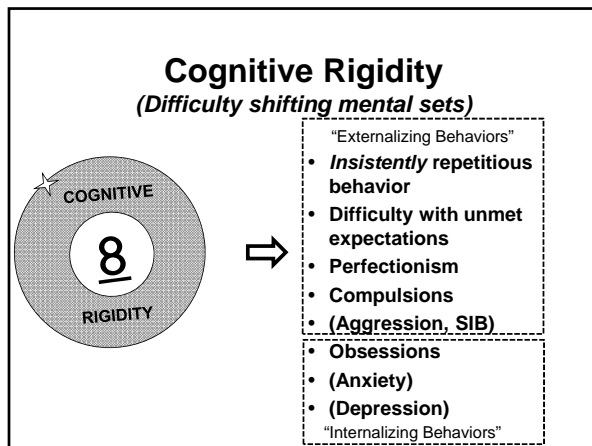 Cognitive Rigidity
(Difficulty shifting mental sets)
COGNITIVE
8
RIGIDITY
“Externalizing Behaviors”
• Insistently repetitious
behavior
• Difficulty with unmet
expectations
• Perfectionism
• Compulsions
• (Aggression, SIB)
• Obsessions
• (Anxiety)
• (Depression)
“Internalizing Behaviors”